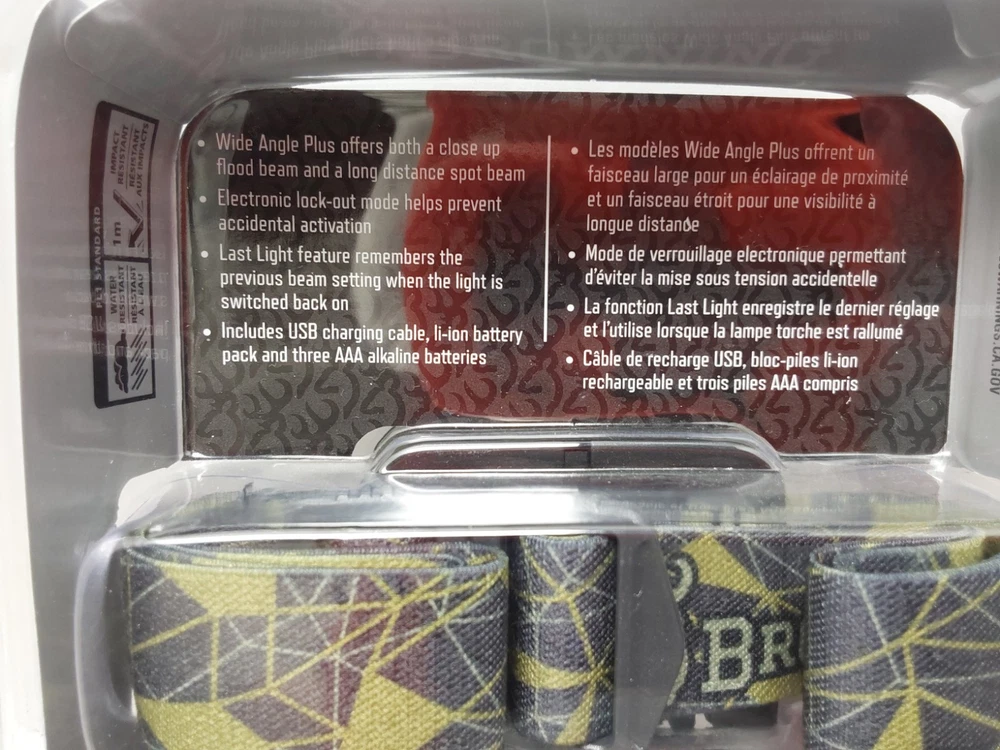 • Wide Angle Plus offers both a close up
flood beam and a long distance spot beam
• Electronic lock-out mode helps prevent
accidental activation
• Last Light feature remembers the
previous beam setting when the light is
switched back on
• Includes USB charging cable, li-ion battery
pack and three AAA alkaline batteries
• Les modèles Wide Angle Plus offrent un
faisceau large pour un éclairage de proximité
et un faisceau étroit pour une visibilité à
longue distance
• Mode de verrouillage electronique permettant
d'éviter la mise sous tension accidentelle
• La fonction Last Light enregistre le dernier réglage
et l'utilise lorsque la lampe torche est rallumé
• Câble de recharge USB, bloc-piles li-ion
rechargeable et trois piles AAA compris
STANDARD
1m
IMPACT
RESISTANT
RÉSISTANT
AUX IMPACTS
WATER
RESISTANT
RÉSISTANT
À L'EAU
.CA.GOV
BRO